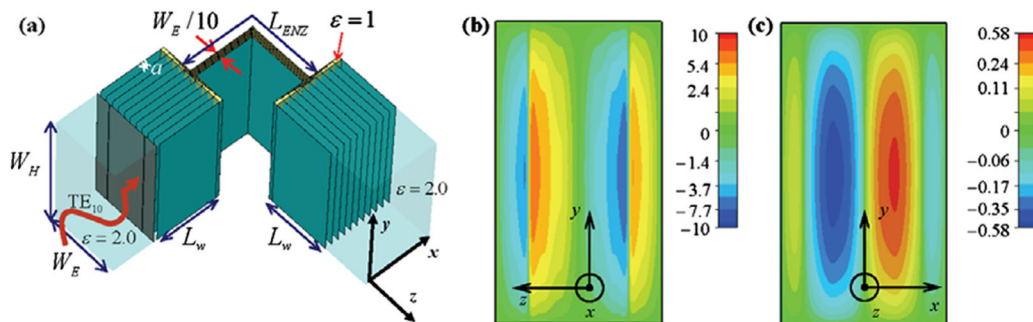 (a)
W_E /10
L_ENZ
ε=1
*a
W_H
TE₁₀
ε = 2.0
W_E
L_w
L_w
ε = 2.0
y
x
z
(b)
y
z
x
10
5.4
2.4
0
−1.4
−3.7
−7.7
−10
(c)
y
x
z
0.58
0.24
0.11
0
−0.06
−0.17
−0.35
−0.58